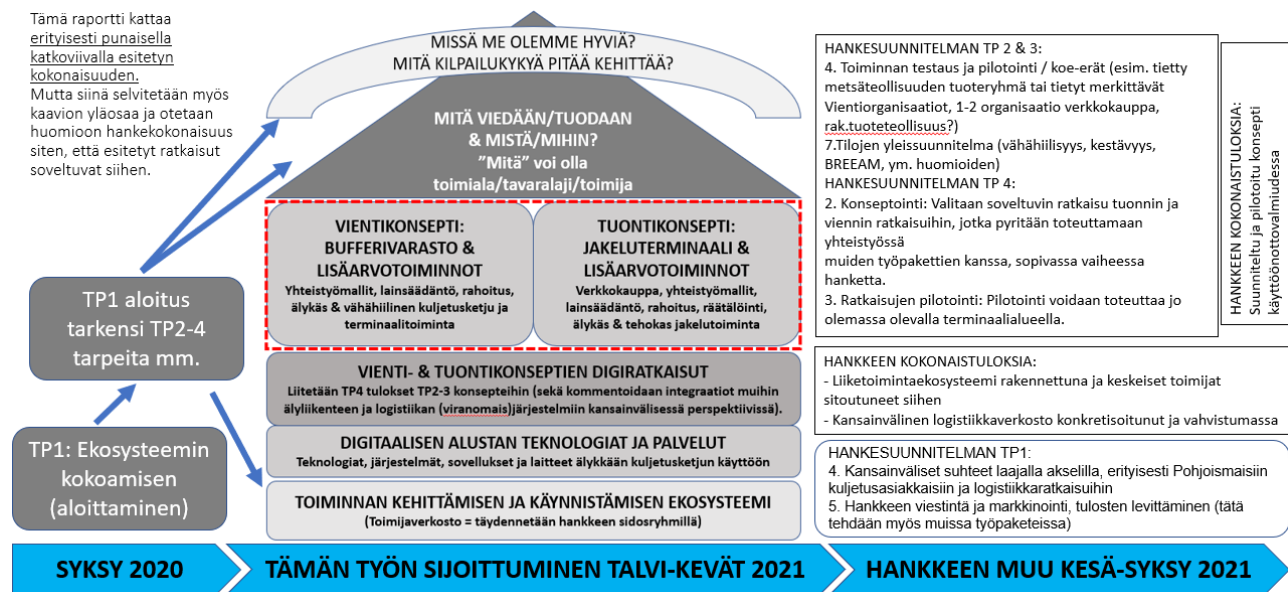 Tämä raportti kattaa
erityisesti punaisella
katkoviivalla esitetyn
kokonaisuuden.
Mutta siinä selvitetään myös
kaavion yläosaa ja otetaan
huomioon hankekokonaisuus
siten, että esitetyt ratkaisut
soveltuvat siihen.
TP1 aloitus
tarkensi TP2-4
tarpeita mm.
TP1: Ekosysteemin
kokoamisen
(aloittaminen)
MISSÄ ME OLEMME HYVIÄ?
MITÄ KILPAILUKYKYÄ PITÄÄ KEHITTÄÄ?
MITÄ VIEDÄÄN/TUODAAN
& MISTÄ/MIHIN?
”Mitä” voi olla
toimiala/tavaralaji/toimija
VIENTIKONSEPTI:
BUFFERIVARASTO &
LISÄARVOTOIMINNOT
Yhteistyömallit, lainsäädäntö, rahoitus,
älykäs & vähähiilinen kuljetusketju ja
terminaalitoiminta
TUONTIKONSEPTI:
JAKELUTERMINAALI &
LISÄARVOTOIMINNOT
Verkkokauppa, yhteistyömallit,
lainsäädäntö, rahoitus, räätälöinti,
älykäs & tehokas jakelutoiminta
VIENTI- & TUONTIKONSEPTIEN DIGIRATKAISUT
Liitetään TP4 tulokset TP2-3 konsepteihin (sekä kommentoidaan integraatiot muihin
älyliikenteen ja logistiikan (viranomais)järjestelmiin kansainvälisessä perspektiivissä).
DIGITAALISEN ALUSTAN TEKNOLOGIAT JA PALVELUT
Teknologiat, järjestelmät, sovellukset ja laitteet älykkään kuljetusketjun käyttöön
TOIMINNAN KEHITTÄMISEN JA KÄYNNISTÄMISEN EKOSYSTEEMI
(Toimijaverkosto = täydennetään hankkeen sidosryhmillä)
HANKESUUNNITELMAN TP 2 & 3:
4. Toiminnan testaus ja pilotointi / koe-erät (esim. tietty
metsäteollisuuden tuoteryhmä tai tietyt merkittävät
Vientiorganisaatiot, 1-2 organisaatio verkkokauppa,
rak.tuoteteollisuus?)
7.Tilojen yleissuunnitelma (vähähiilisyys, kestävyys,
BREEAM, ym. huomioiden)
HANKESUUNNITELMAN TP 4:
2. Konseptointi: Valitaan soveltuvin ratkaisu tuonnin ja
viennin ratkaisuihin, jotka pyritään toteuttamaan
yhteistyössä
muiden työpakettien kanssa, sopivassa vaiheessa
hanketta.
3. Ratkaisujen pilotointi: Pilotointi voidaan toteuttaa jo
olemassa olevalla terminaalialueella.
HANKKEEN KOKONAISTULOKSIA:
Suunniteltu ja pilotoitu konsepti
käyttöönottovalmiudessa
HANKKEEN KOKONAISTULOKSIA:
- Liiketoimintaekosysteemi rakennettuna ja keskeiset toimijat
sitoutuneet siihen
- Kansainvälinen logistiikkaverkosto konkretisoitunut ja vahvistumassa
HANKESUUNNITELMAN TP1:
4. Kansainväliset suhteet laajalla akselilla, erityisesti Pohjoismaisiin
kuljetusasiakkaisiin ja logistiikkaratkaisuihin
5. Hankkeen viestintä ja markkinointi, tulosten levittäminen (tätä
tehdään myös muissa työpaketeissa)
SYKSY 2020
TÄMÄN TYÖN SIJOITTUMINEN TALVI-KEVÄT 2021
HANKKEEN MUU KESÄ-SYKSY 2021